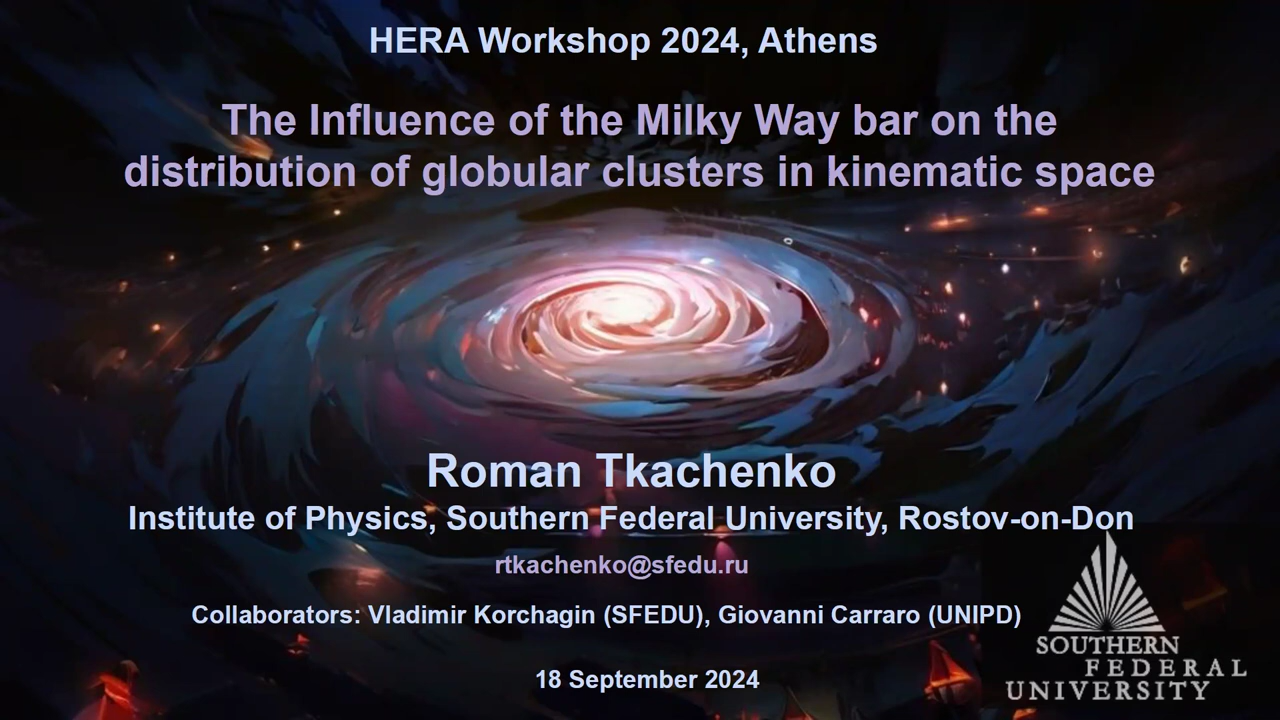 HERA Workshop 2024, Athens
The Influence of the Milky Way bar on the
distribution of globular clusters in kinematic space
Roman Tkachenko
Institute of Physics, Southern Federal University, Rostov-on-Don
rtkachenko@sfedu.ru
Collaborators: Vladimir Korchagin (SFEDU), Giovanni Carraro (UNIPD)
18 September 2024
SOUTHERN
FEDERAL
UNIVERSITY